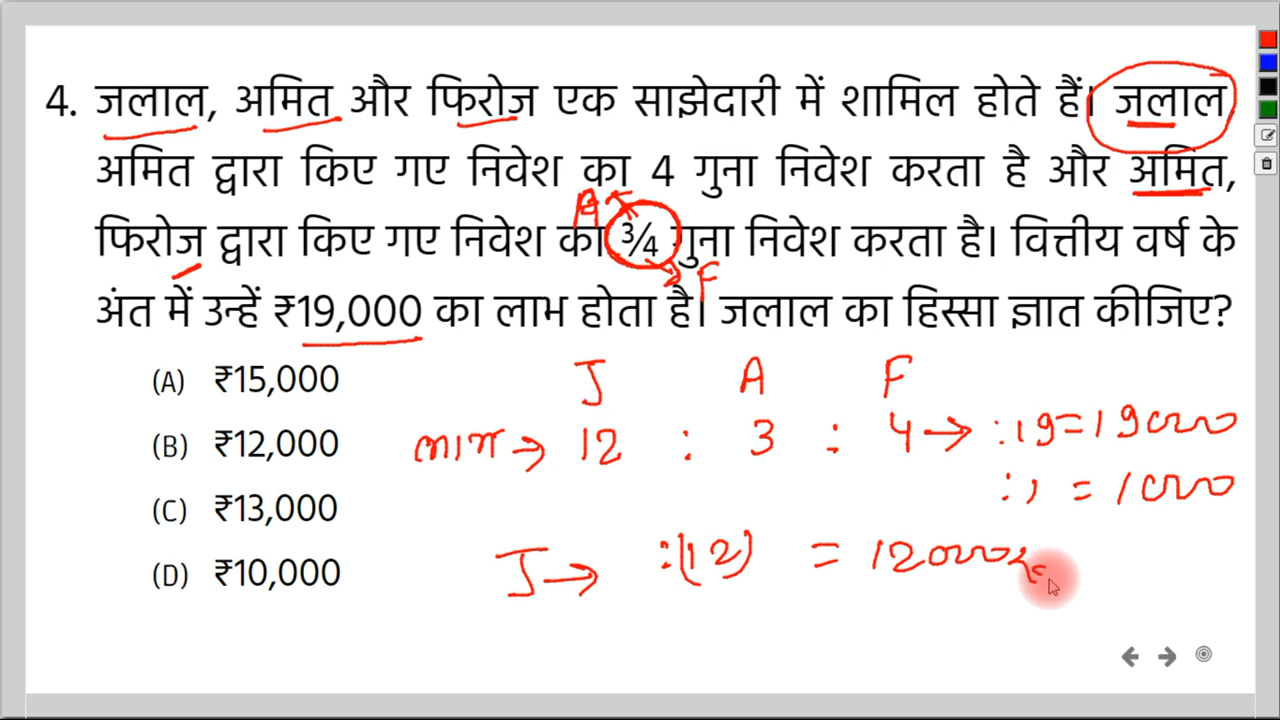 4. जलाल, अमित और फिरोज एक साझेदारी में शामिल होते हैं। जलाल
अमित द्वारा किए गए निवेश का 4 गुना निवेश करता है और अमित,
फिरोज द्वारा किए गए निवेश का ¾ गुना निवेश करता है। वित्तीय वर्ष के
A
F
अंत में उन्हें ₹19,000 का लाभ होता है। जलाल का हिस्सा ज्ञात कीजिए?
(A) ₹15,000
(B) ₹12,000
(C) ₹13,000
(D) ₹10,000
J A F
→ 12 : 3 : 4 → :19 = 19000
:1 = 1000
J → :(12) = 12000